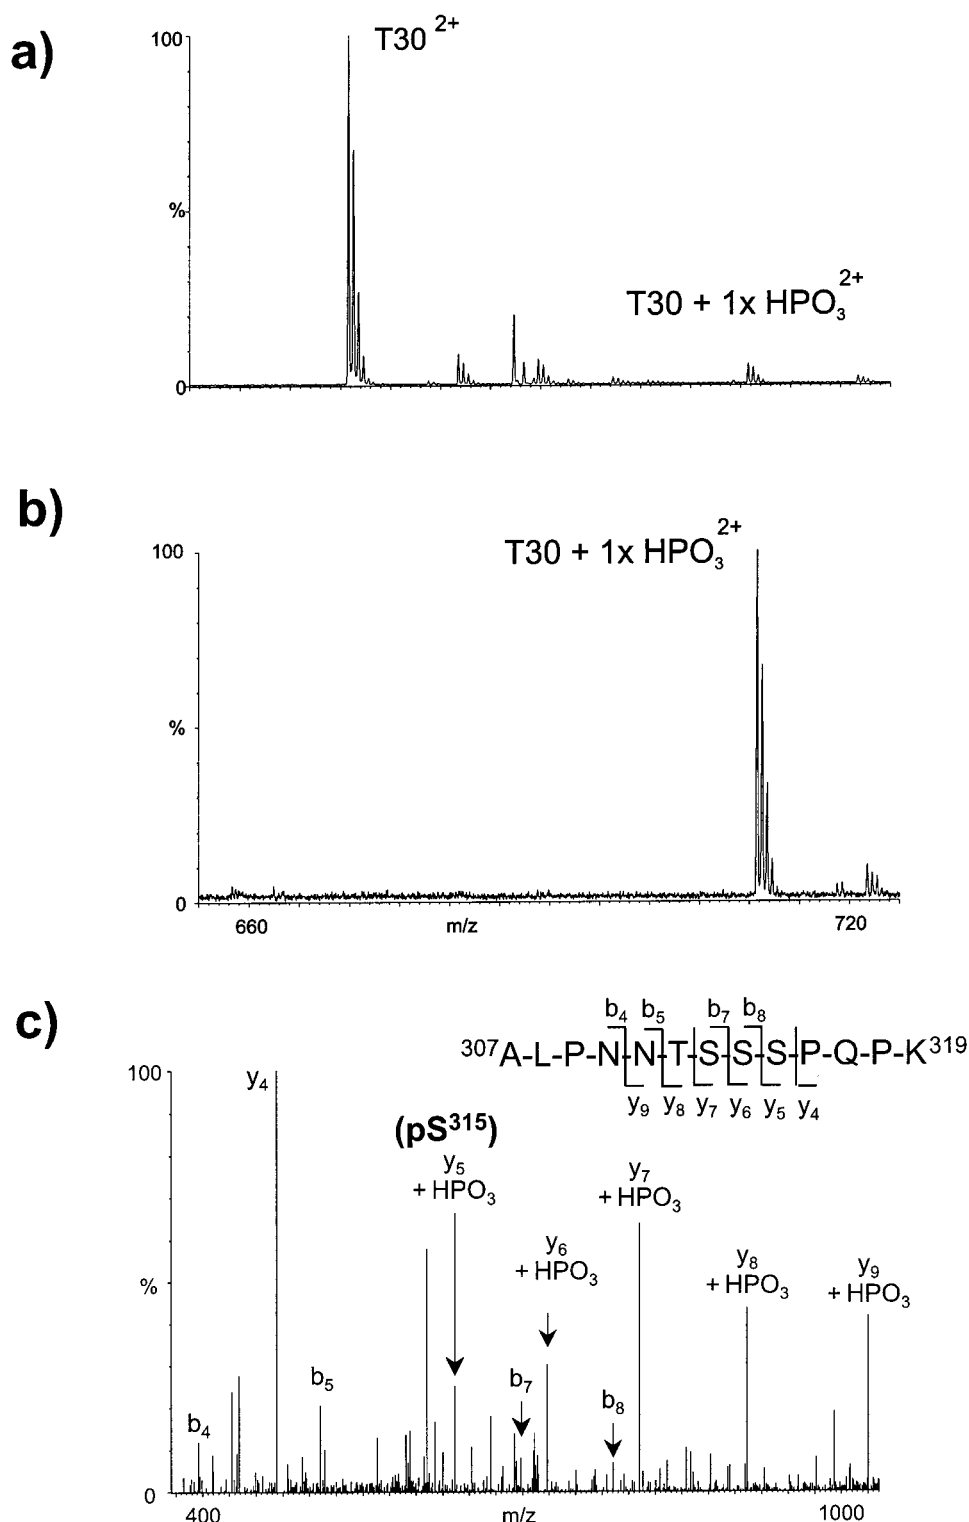 a)
100
T30 2+
%
T30 + 1x HPO3 2+
0
b)
100
T30 + 1x HPO3 2+
%
0
660
m/z
720
c)
b4 b5 b7 b8
307A-L-P-N-N-T-S-S-S-P-Q-P-K319
y9 y8 y7 y6 y5 y4
100
y4
(pS315)
y5
+ HPO3
y7
+ HPO3
y6
+ HPO3
y8
+ HPO3
y9
+ HPO3
%
b5
b7
b8
b4
0
400
m/z
1000